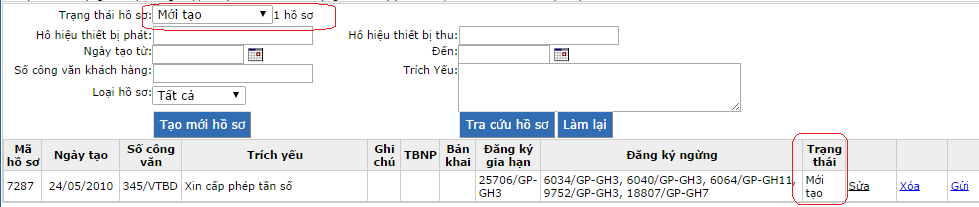 Trạng thái hồ sơ: Mới tạo 1 hồ sơ
Hô hiệu thiết bị phát: Hô hiệu thiết bị thu:
Ngày tạo từ: Đến:
Số công văn khách hàng: Trích Yếu:
Loại hồ sơ: Tất cả
Tạo mới hồ sơ Tra cứu hồ sơ Làm lại
Mã hồ sơ Ngày tạo Số công văn Trích yếu Ghi chú TBNP Bản khai Đăng ký gia hạn Đăng ký ngừng Trạng thái
7287 24/05/2010 345/VTBD Xin cấp phép tần số 25706/GP-GH3 6034/GP-GH3, 6040/GP-GH3, 6064/GP-GH11, 9752/GP-GH3, 18807/GP-GH7 Mới tạo Sửa Xóa Gửi